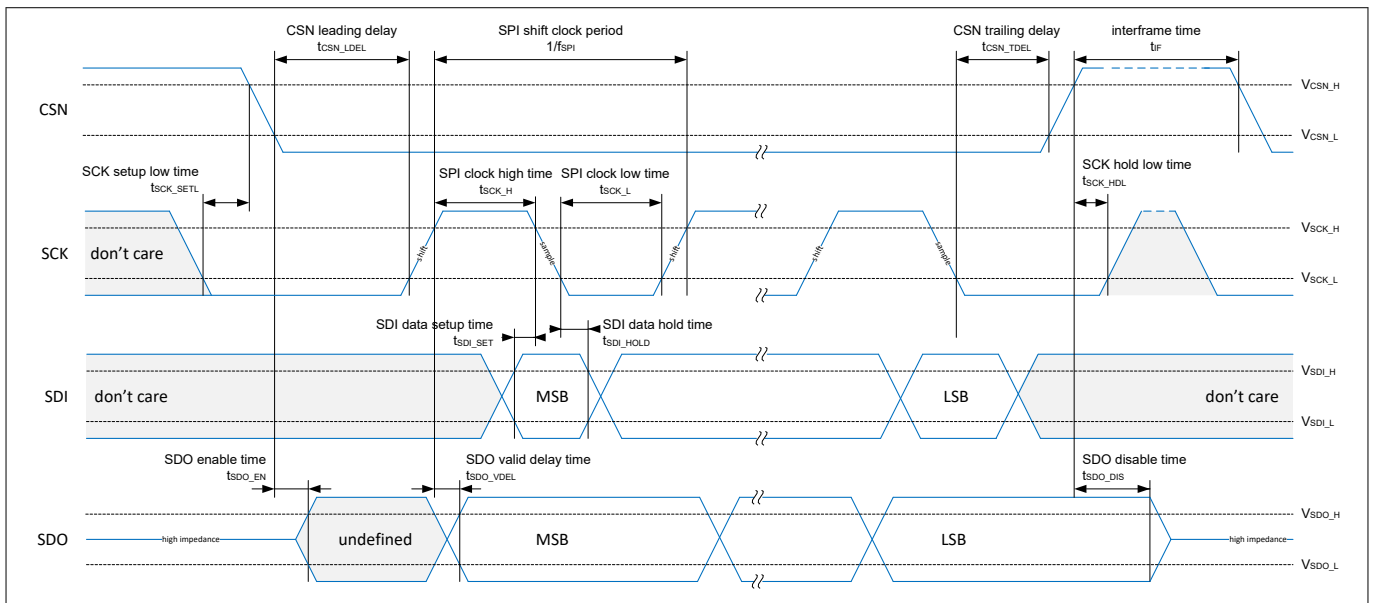 CSN leading delay
tCSN_LDEL
SPI shift clock period
1/fSPI
CSN trailing delay
tCSN_TDEL
interframe time
tIF
CSN
VCSN_H
VCSN_L
SCK setup low time
tSCK_SETL
SPI clock high time
tSCK_H
SPI clock low time
tSCK_L
SCK hold low time
tSCK_HDL
SCK
don't care
shift
sample
shift
shift
sample
VSCK_H
VSCK_L
SDI data setup time
tSDI_SET
SDI data hold time
tSDI_HOLD
SDI
don't care
MSB
LSB
don't care
VSDI_H
VSDI_L
SDO enable time
tSDO_EN
SDO valid delay time
tSDO_VDEL
SDO disable time
tSDO_DIS
SDO
high impedance
undefined
MSB
LSB
high impedance
VSDO_H
VSDO_L